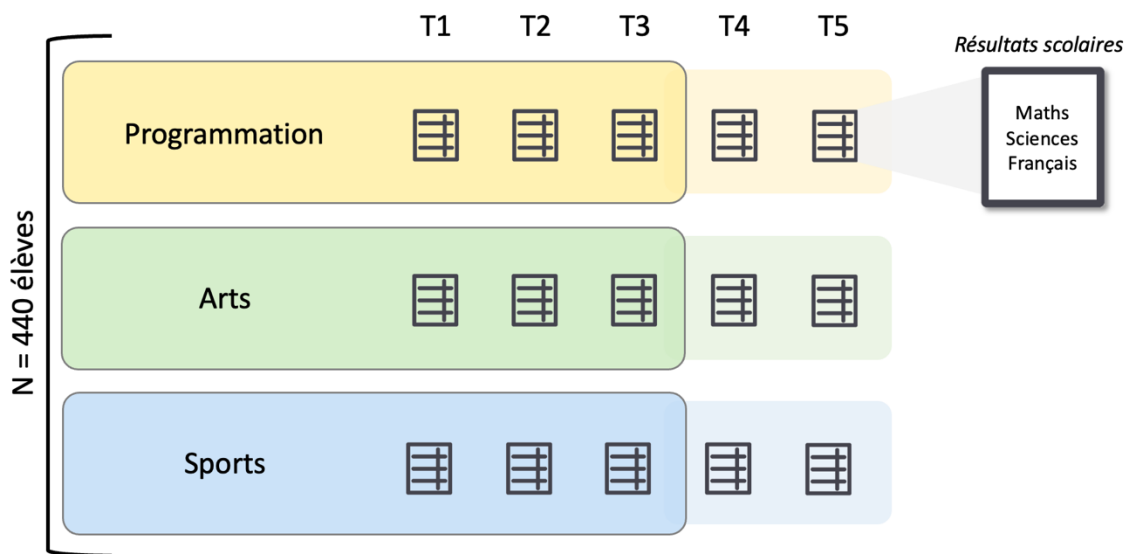 T1 T2 T3 T4 T5
Résultats scolaires
Programmation
Maths
Sciences
Français
N = 440 élèves
Arts
Sports